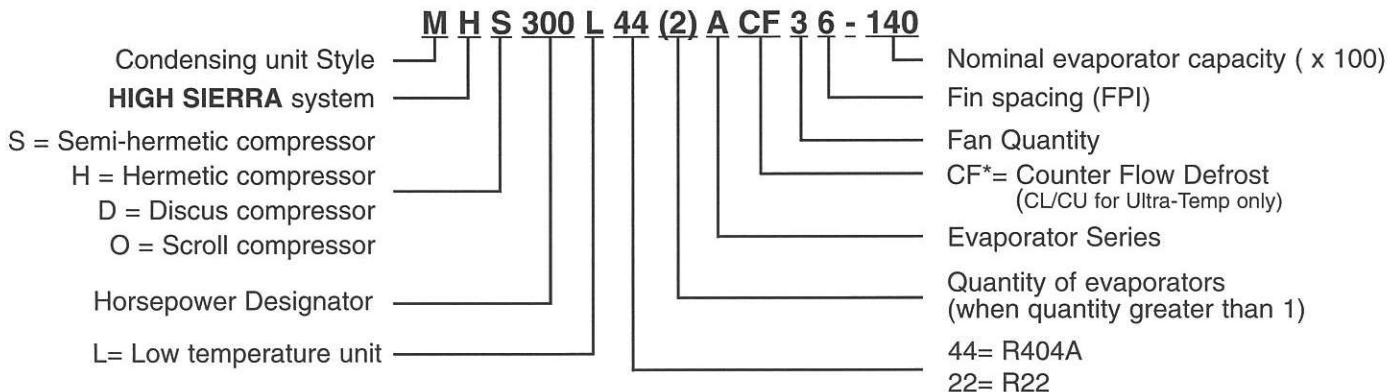 M H S 300 L 44 (2) A CF 3 6 - 140
Condensing unit Style
HIGH SIERRA system
S = Semi-hermetic compressor
H = Hermetic compressor
D = Discus compressor
O = Scroll compressor
Horsepower Designator
L= Low temperature unit
Nominal evaporator capacity ( x 100)
Fin spacing (FPI)
Fan Quantity
CF*= Counter Flow Defrost
(CL/CU for Ultra-Temp only)
Evaporator Series
Quantity of evaporators
(when quantity greater than 1)
44= R404A
22= R22